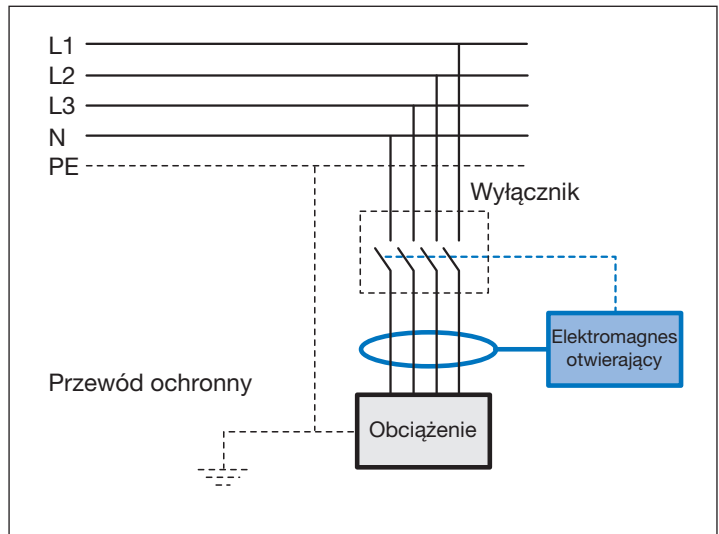 L1
L2
L3
N
PE
Wyłącznik
Elektromagnes
otwierający
Przewód ochronny
Obciążenie